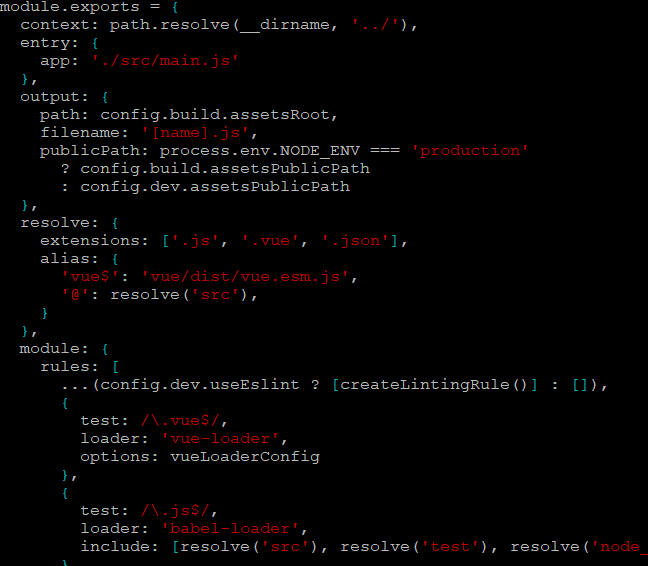 module.exports = {
  context: path.resolve(__dirname, '../'),
  entry: {
    app: './src/main.js'
  },
  output: {
    path: config.build.assetsRoot,
    filename: '[name].js',
    publicPath: process.env.NODE_ENV === 'production'
      ? config.build.assetsPublicPath
      : config.dev.assetsPublicPath
  },
  resolve: {
    extensions: ['.js', '.vue', '.json'],
    alias: {
      'vue$': 'vue/dist/vue.esm.js',
      '@': resolve('src'),
    }
  },
  module: {
    rules: [
      ...(config.dev.useEslint ? [createLintingRule()] : []),
      {
        test: /\.vue$/,
        loader: 'vue-loader',
        options: vueLoaderConfig
      },
      {
        test: /\.js$/,
        loader: 'babel-loader',
        include: [resolve('src'), resolve('test'), resolve('node_
      }